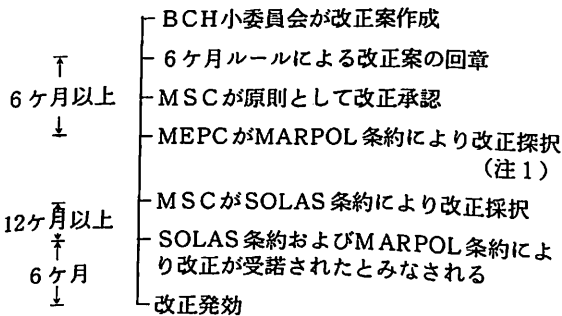 BCH小委員会が改正案作成
6ケ月ルールによる改正案の回章
6ケ月以上
MSCが原則として改正承認
MEPCがMARPOL条約により改正探択
(注1)
MSCがSOLAS条約により改正採択
12ケ月以上
SOLAS条約およびMARPOL条約によ
り改正が受諾されたとみなされる
6ケ月
改正発効